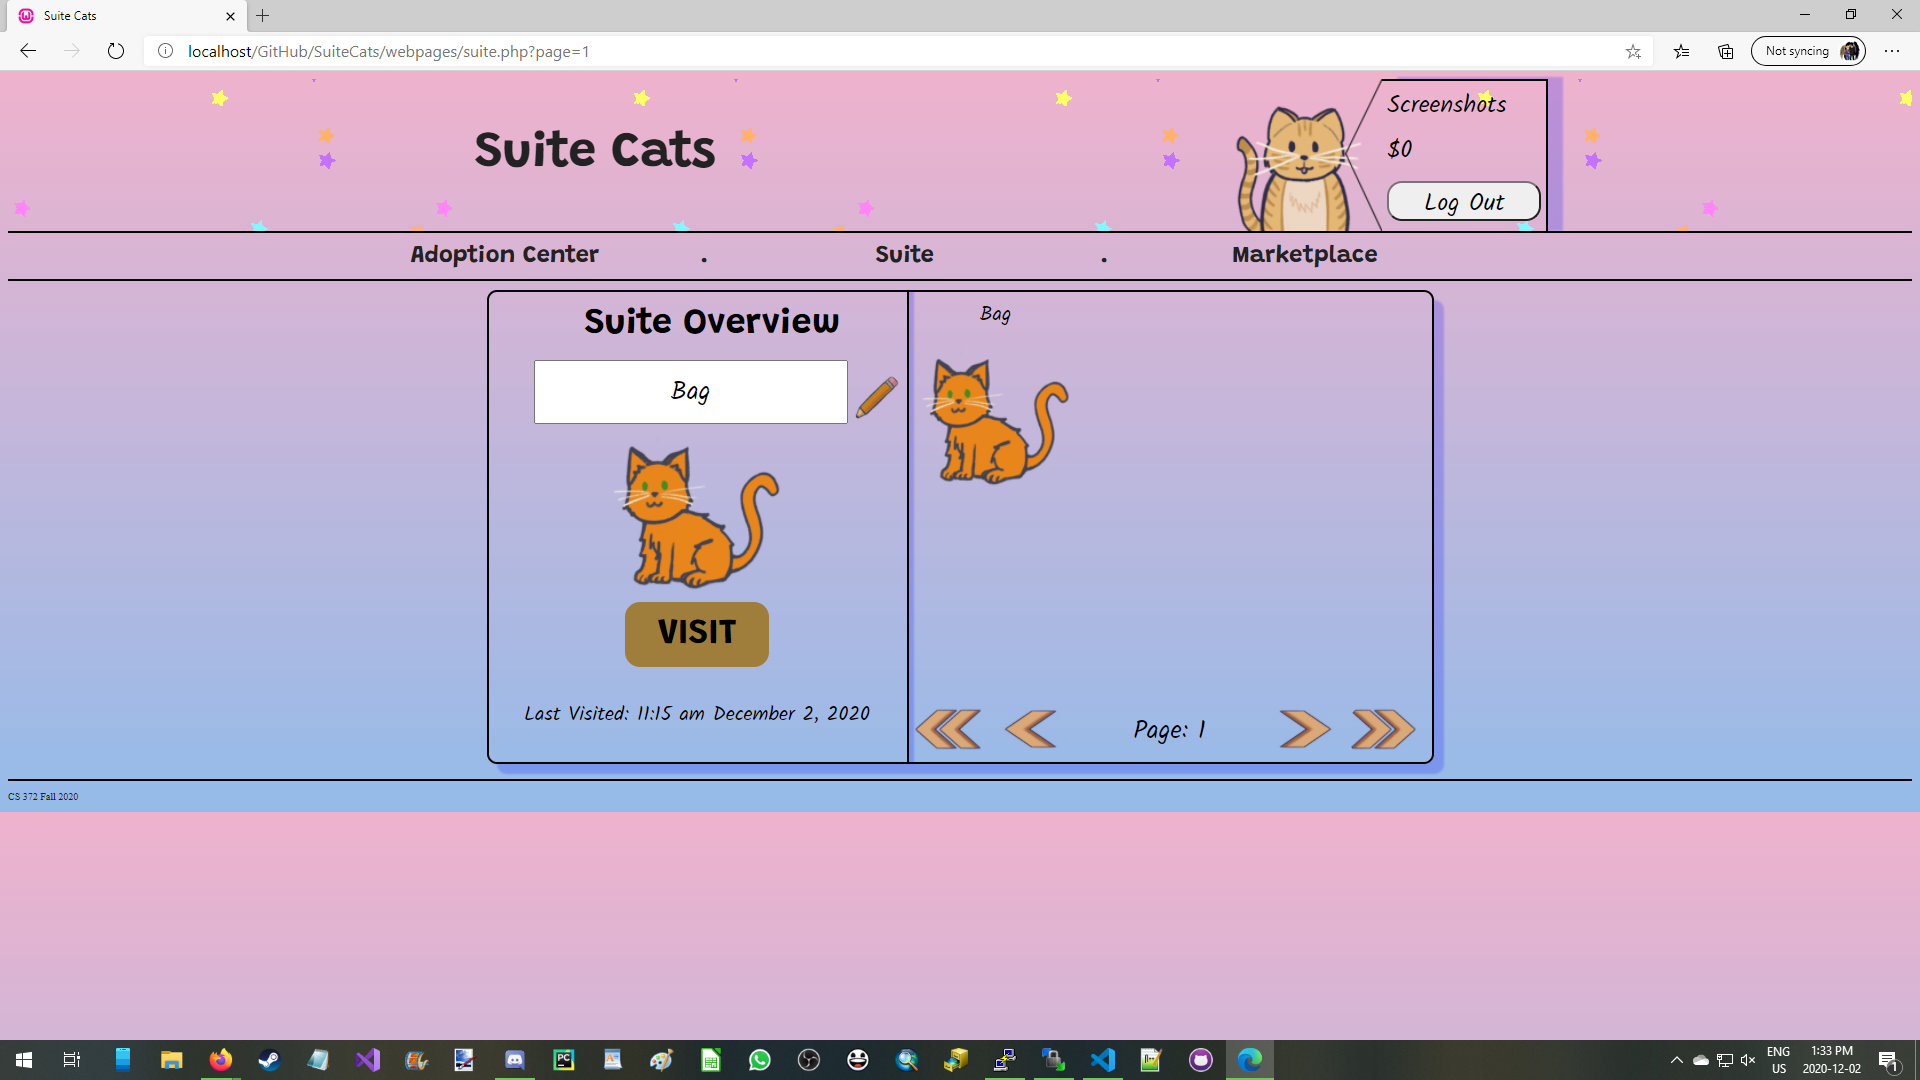 Suite Cats
localhost/GitHub/SuiteCats/webpages/suite.php?page=1
Not syncing
Suite Cats
Screenshots
$0
Log Out
Adoption Center . Suite . Marketplace
Suite Overview
Bag
VISIT
Last Visited: 11:15 am December 2, 2020
Bag
Page: 1
CS 372 Fall 2020
PC
ENG
US
1:33 PM
2020-12-02
1